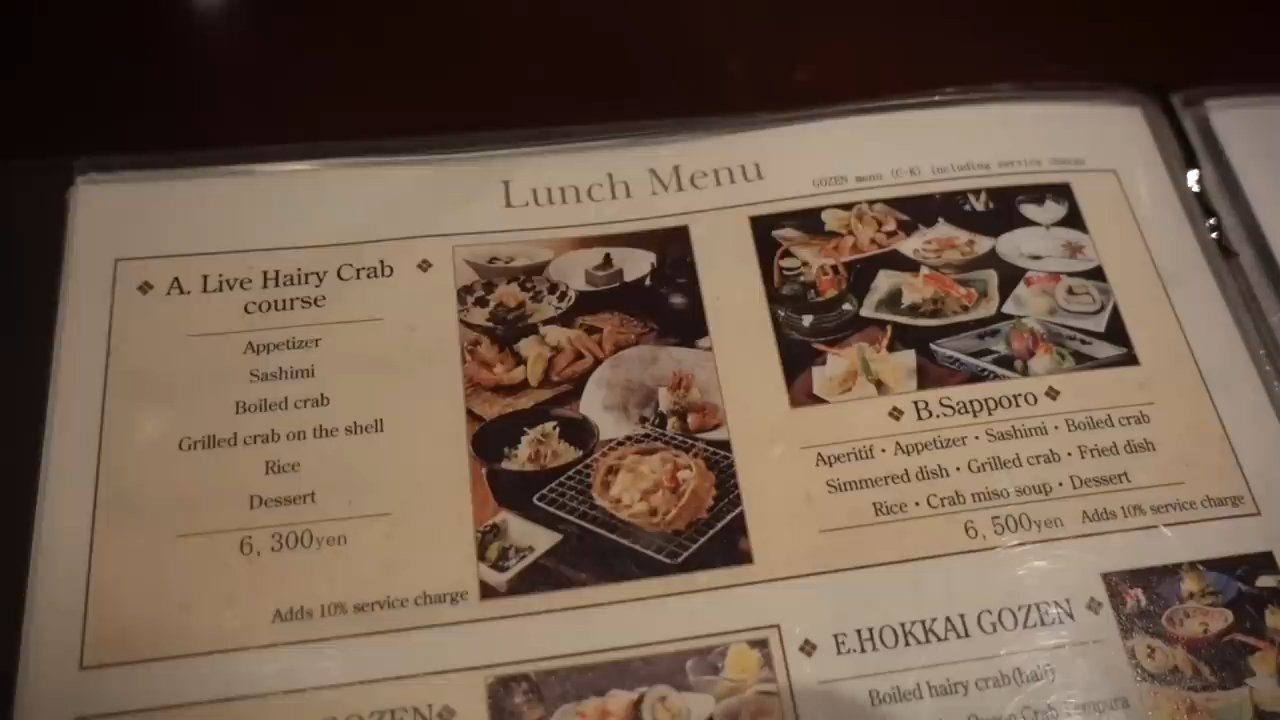 Lunch Menu
GOZEN menu (C-K) including service charge
A. Live Hairy Crab
course
Appetizer
Sashimi
Boiled crab
Grilled crab on the shell
Rice
Dessert
6,300yen
Adds 10% service charge
B.Sapporo
Aperitif・Appetizer・Sashimi・Boiled crab
Simmered dish・Grilled crab・Fried dish
Rice・Crab miso soup・Dessert
6,500yen Adds 10% service charge
E.HOKKAI GOZEN
Boiled hairy crab(half)
Crab
GOZEN